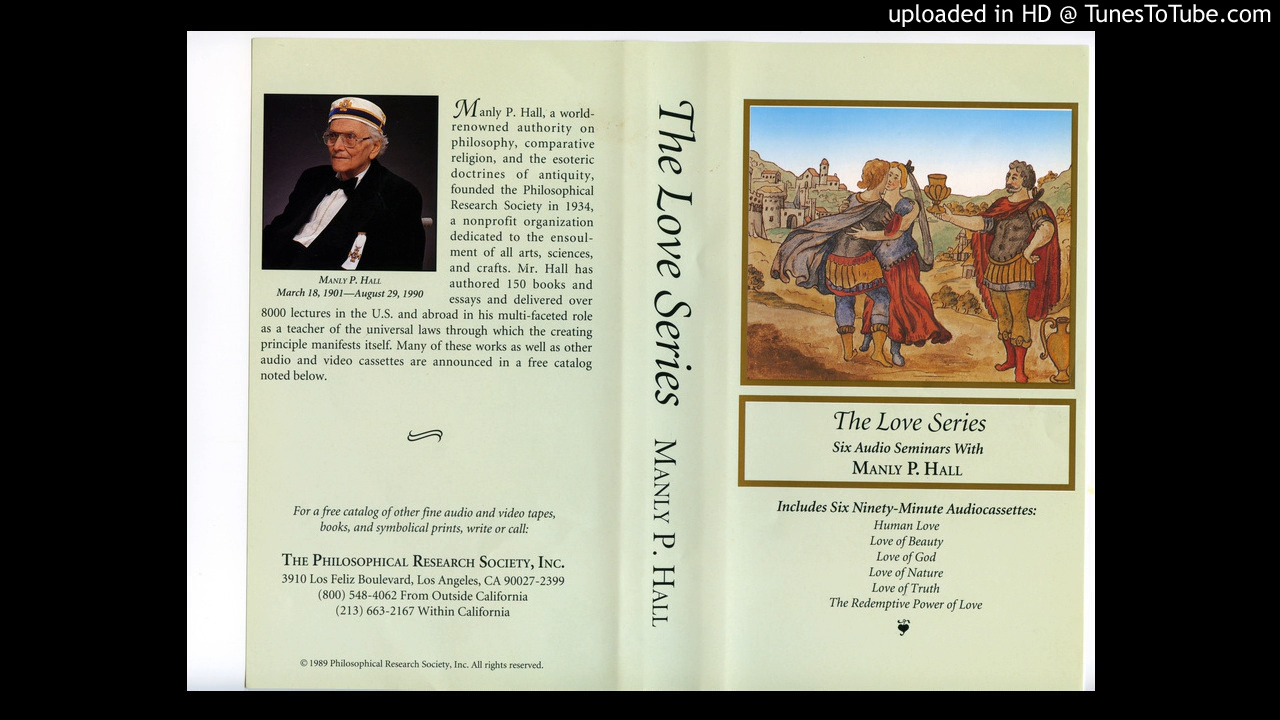 uploaded in HD @ TunesToTube.com
Manly P. Hall, a world-
renowned authority on
philosophy, comparative
religion, and the esoteric
doctrines of antiquity,
founded the Philosophical
Research Society in 1934,
a nonprofit organization
dedicated to the ensoul-
ment of all arts, sciences,
and crafts. Mr. Hall has
authored 150 books and
essays and delivered over
8000 lectures in the U.S. and abroad in his multi-faceted role
as a teacher of the universal laws through which the creating
principle manifests itself. Many of these works as well as other
audio and video cassettes are announced in a free catalog
noted below.
MANLY P. HALL
March 18, 1901—August 29, 1990
For a free catalog of other fine audio and video tapes,
books, and symbolical prints, write or call:
THE PHILOSOPHICAL RESEARCH SOCIETY, INC.
3910 Los Feliz Boulevard, Los Angeles, CA 90027-2399
(800) 548-4062 From Outside California
(213) 663-2167 Within California
© 1989 Philosophical Research Society, Inc. All rights reserved.
The Love Series MANLY P. HALL
The Love Series
Six Audio Seminars With
MANLY P. HALL
Includes Six Ninety-Minute Audiocassettes:
Human Love
Love of Beauty
Love of God
Love of Nature
Love of Truth
The Redemptive Power of Love